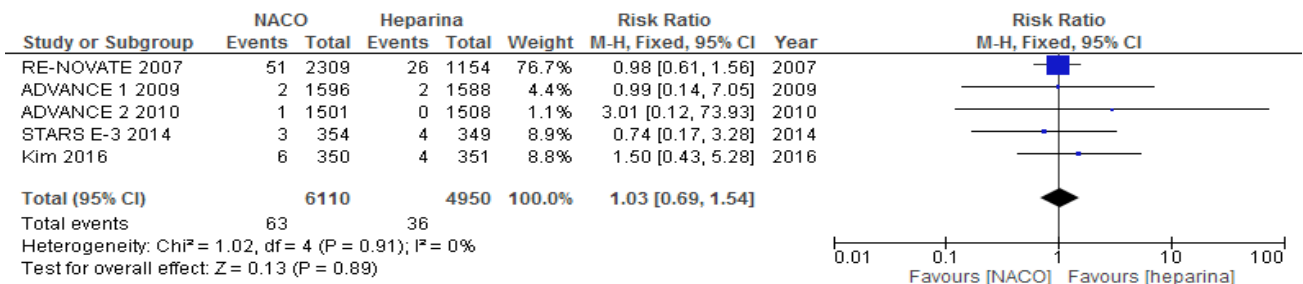 NACO Heparina Risk Ratio Risk Ratio
Study or Subgroup Events Total Events Total Weight M-H, Fixed, 95% CI Year M-H, Fixed, 95% CI
RE-NOVATE 2007 51 2309 26 1154 76.7% 0.98 [0.61, 1.56] 2007
ADVANCE 1 2009 2 1596 2 1588 4.4% 0.99 [0.14, 7.05] 2009
ADVANCE 2 2010 1 1501 0 1508 1.1% 3.01 [0.12, 73.93] 2010
STARS E-3 2014 3 354 4 349 8.9% 0.74 [0.17, 3.28] 2014
Kim 2016 6 350 4 351 8.8% 1.50 [0.43, 5.28] 2016
Total (95% CI) 6110 4950 100.0% 1.03 [0.69, 1.54]
Total events 63 36
Heterogeneity: Chi² = 1.02, df = 4 (P = 0.91); I² = 0%
Test for overall effect: Z = 0.13 (P = 0.89)
0.01 0.1 1 10 100
Favours [NACO] Favours [heparina]